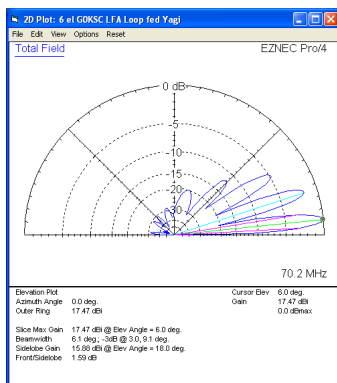 2D Plot: 6 el G0KSC LFA Loop fed Yagi
File Edit View Options Reset
Total Field EZNEC Pro/4
0 dB
-5
-10
-15
-20
-30
70.2 MHz
Elevation Plot Cursor Elev 6.0 deg.
Azimuth Angle 0.0 deg. Gain 17.47 dBi
Outer Ring 17.47 dBi 0.0 dBmax
Slice Max Gain 17.47 dBi @ Elev Angle = 6.0 deg.
Beamwidth 6.1 deg.; -3dB @ 3.0, 9.1 deg.
Sidelobe Gain 15.88 dBi @ Elev Angle = 18.0 deg.
Front/Sidelobe 1.59 dB